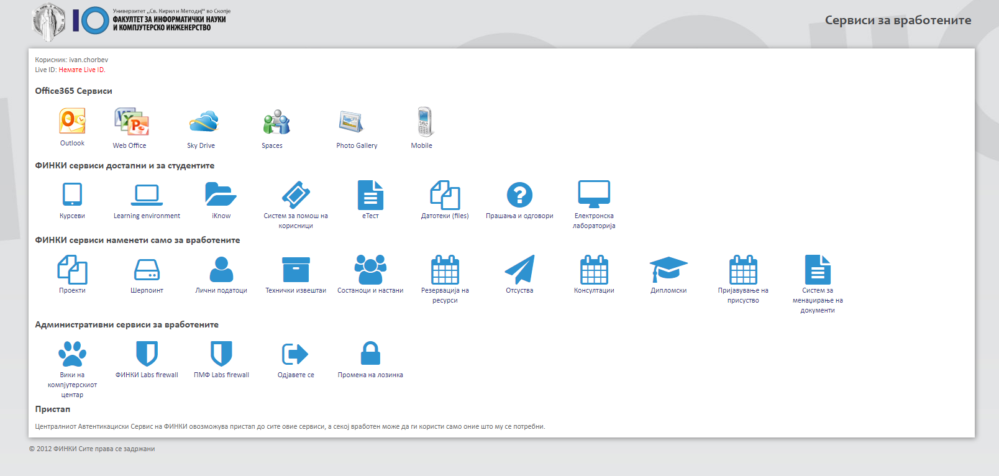 Универзитет „Св. Кирил и Методиј“ во Скопје
ФАКУЛТЕТ ЗА ИНФОРМАТИЧКИ НАУКИ
И КОМПЈУТЕРСКО ИНЖЕНЕРСТВО
Сервиси за вработените
Корисник: ivan.chorbev
Live ID: Немате Live ID.
Office365 Сервиси
Outlook
Web Office
Sky Drive
Spaces
Photo Gallery
Mobile
ФИНКИ сервиси достапни и за студентите
Курсеви
Learning environment
iKnow
Систем за помош на
корисници
еТест
Датотеки (files)
Прашања и одговори
Електронска
лабораторија
ФИНКИ сервиси наменети само за вработените
Проекти
Шерпоинт
Лични податоци
Технички извештаи
Состаноци и настани
Резервација на
ресурси
Отсуства
Консултации
Дипломски
Пријавување на
присуство
Систем за
менаџирање на
документи
Административни сервиси за вработените
Вики на
компјутерскиот
центар
ФИНКИ Labs firewall
ПМФ Labs firewall
Одјавете се
Промена на лозинка
Пристап
Централниот Автентикациски Сервис на ФИНКИ овозможува пристап до сите овие сервиси, а секој вработен може да ги користи само оние што му се потребни.
© 2012 ФИНКИ Сите права се задржани